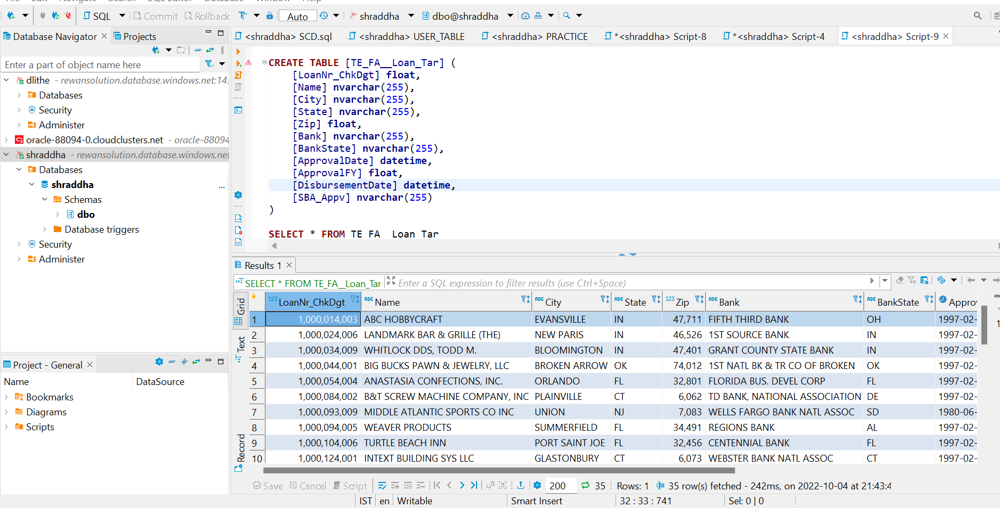 File Edit Navigate Search SQL Editor Database Window Help
SQL Commit Rollback Auto shraddha dbo@shraddha
Database Navigator Projects
<shraddha> SCD.sql <shraddha> USER_TABLE <shraddha> PRACTICE *<shraddha> Script-8 *<shraddha> Script-4 <shraddha> Script-9
Enter a part of object name here
dlithe - rewansolution.database.windows.net:14
Databases
Security
Administer
oracle-88094-0.cloudclusters.net - oracle-88094
shraddha - rewansolution.database.windows.net
Databases
shraddha ...
Schemas
dbo
Database triggers
Security
Administer
CREATE TABLE [TE_FA__Loan_Tar] (
[LoanNr_ChkDgt] float,
[Name] nvarchar(255),
[City] nvarchar(255),
[State] nvarchar(255),
[Zip] float,
[Bank] nvarchar(255),
[BankState] nvarchar(255),
[ApprovalDate] datetime,
[ApprovalFY] float,
[DisbursementDate] datetime,
[SBA_Appv] nvarchar(255)
)
SELECT * FROM TE_FA__Loan_Tar
Project - General
Name DataSource
Bookmarks
Diagrams
Scripts
Results 1
SELECT * FROM TE_FA__Loan_Tar Enter a SQL expression to filter results (use Ctrl+Space)
Grid
Text
Record
123 LoanNr_ChkDgt ABC Name ABC City ABC State 123 Zip ABC Bank ABC BankState Approv
1 1,000,014,003 ABC HOBBYCRAFT EVANSVILLE IN 47,711 FIFTH THIRD BANK OH 1997-02-
2 1,000,024,006 LANDMARK BAR & GRILLE (THE) NEW PARIS IN 46,526 1ST SOURCE BANK IN 1997-02-
3 1,000,034,009 WHITLOCK DDS, TODD M. BLOOMINGTON IN 47,401 GRANT COUNTY STATE BANK IN 1997-02-
4 1,000,044,001 BIG BUCKS PAWN & JEWELRY, LLC BROKEN ARROW OK 74,012 1ST NATL BK & TR CO OF BROKEN OK 1997-02-
5 1,000,054,004 ANASTASIA CONFECTIONS, INC. ORLANDO FL 32,801 FLORIDA BUS. DEVEL CORP FL 1997-02-
6 1,000,084,002 B&T SCREW MACHINE COMPANY, INC PLAINVILLE CT 6,062 TD BANK, NATIONAL ASSOCIATION DE 1997-02-
7 1,000,093,009 MIDDLE ATLANTIC SPORTS CO INC UNION NJ 7,083 WELLS FARGO BANK NATL ASSOC SD 1980-06-
8 1,000,094,005 WEAVER PRODUCTS SUMMERFIELD FL 34,491 REGIONS BANK AL 1997-02-
9 1,000,104,006 TURTLE BEACH INN PORT SAINT JOE FL 32,456 CENTENNIAL BANK FL 1997-02-
10 1,000,124,001 INTEXT BUILDING SYS LLC GLASTONBURY CT 6,073 WEBSTER BANK NATL ASSOC CT 1997-02-
Save Cancel Script 200 35 Rows: 1 35 row(s) fetched - 242ms, on 2022-10-04 at 21:43:4
IST en Writable Smart Insert 32 : 33 : 741 Sel: 0 | 0